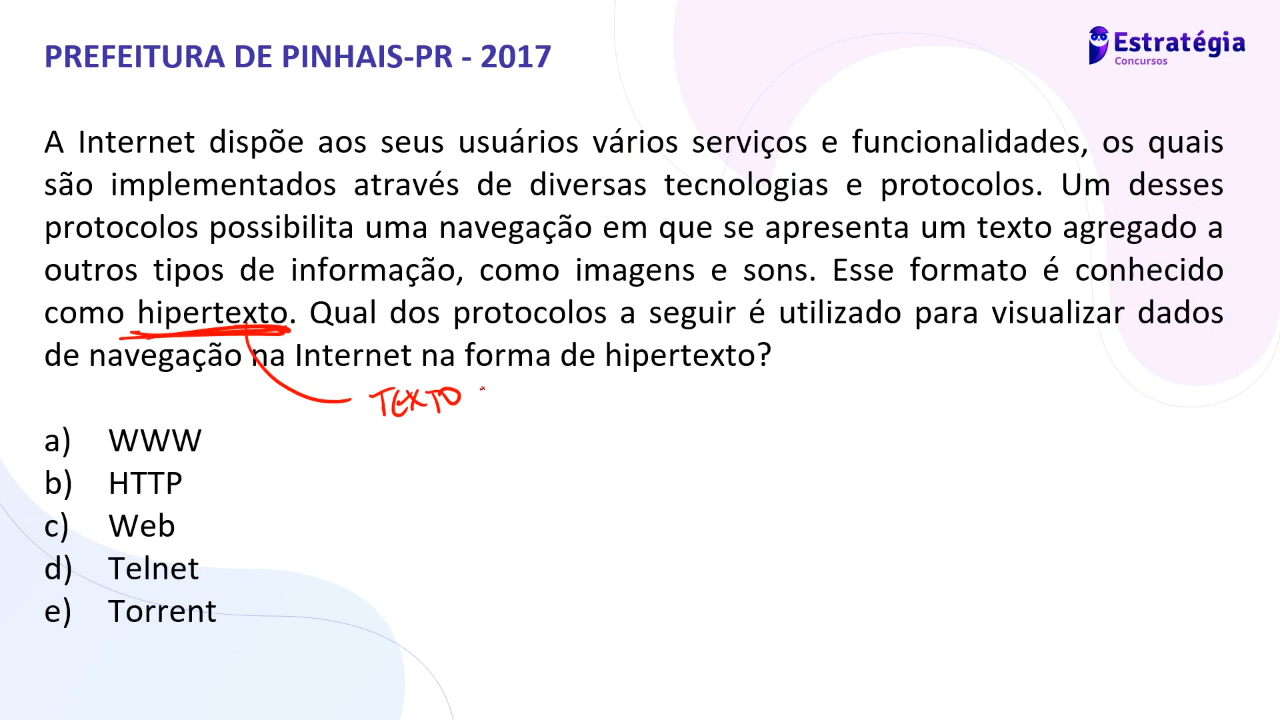 PREFEITURA DE PINHAIS-PR - 2017
Estratégia
Concursos
A Internet dispõe aos seus usuários vários serviços e funcionalidades, os quais
são implementados através de diversas tecnologias e protocolos. Um desses
protocolos possibilita uma navegação em que se apresenta um texto agregado a
outros tipos de informação, como imagens e sons. Esse formato é conhecido
como hipertexto. Qual dos protocolos a seguir é utilizado para visualizar dados
de navegação na Internet na forma de hipertexto?
TEXTO
a) WWW
b) HTTP
c) Web
d) Telnet
e) Torrent